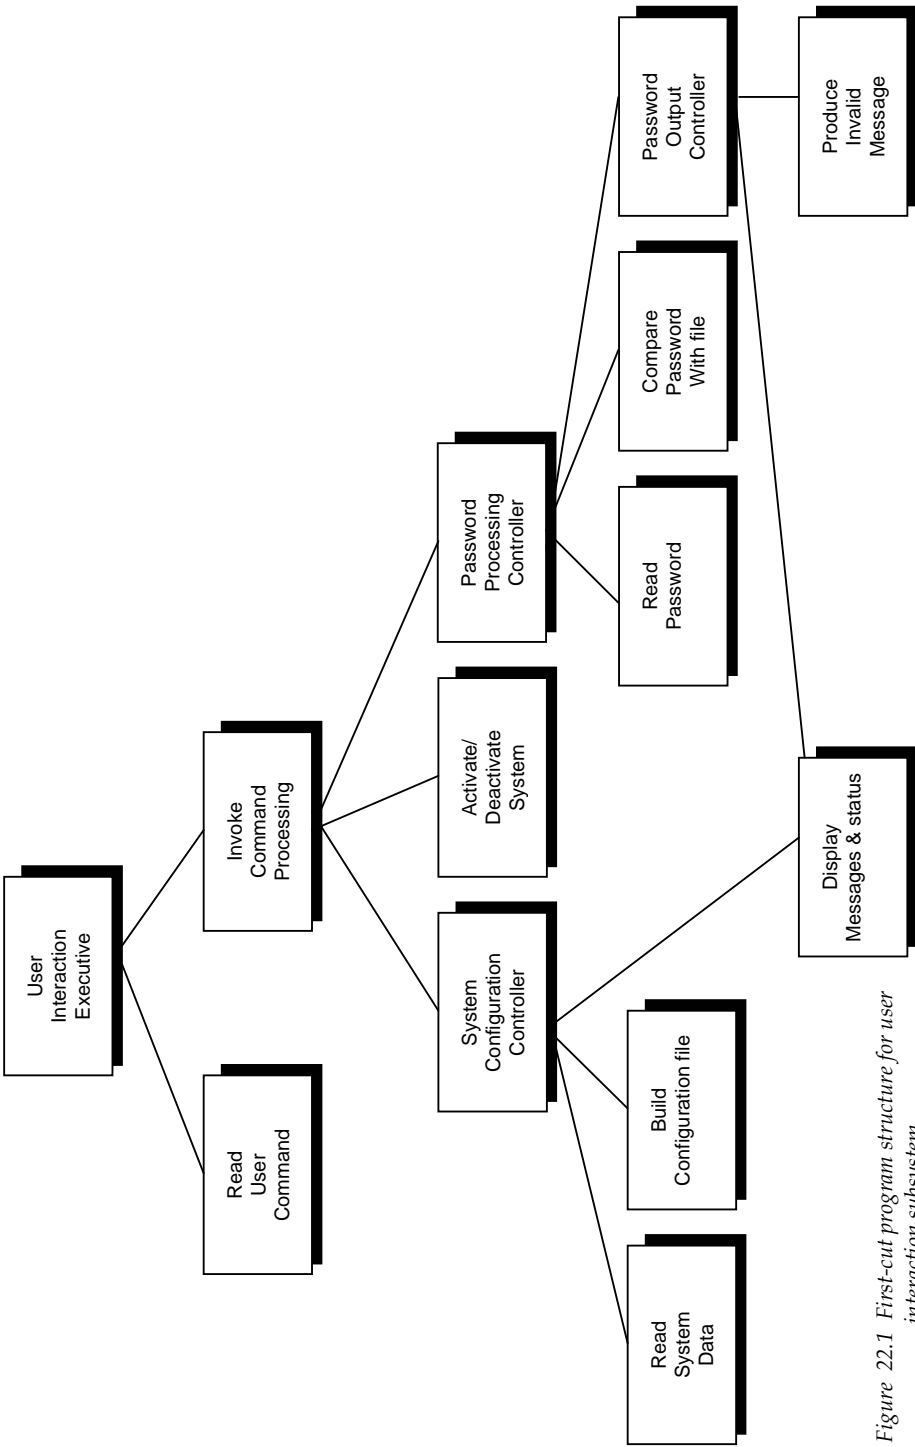 User
Interaction
Executive
Read
User
Command
Invoke
Command
Processing
System
Configuration
Controller
Activate/
Deactivate
System
Password
Processing
Controller
Read
System
Data
Build
Configuration file
Read
Password
Compare
Password
With file
Password
Output
Controller
Display
Messages & status
Produce
Invalid
Message
Figure 22.1 First-cut program structure for user
interaction subsystem